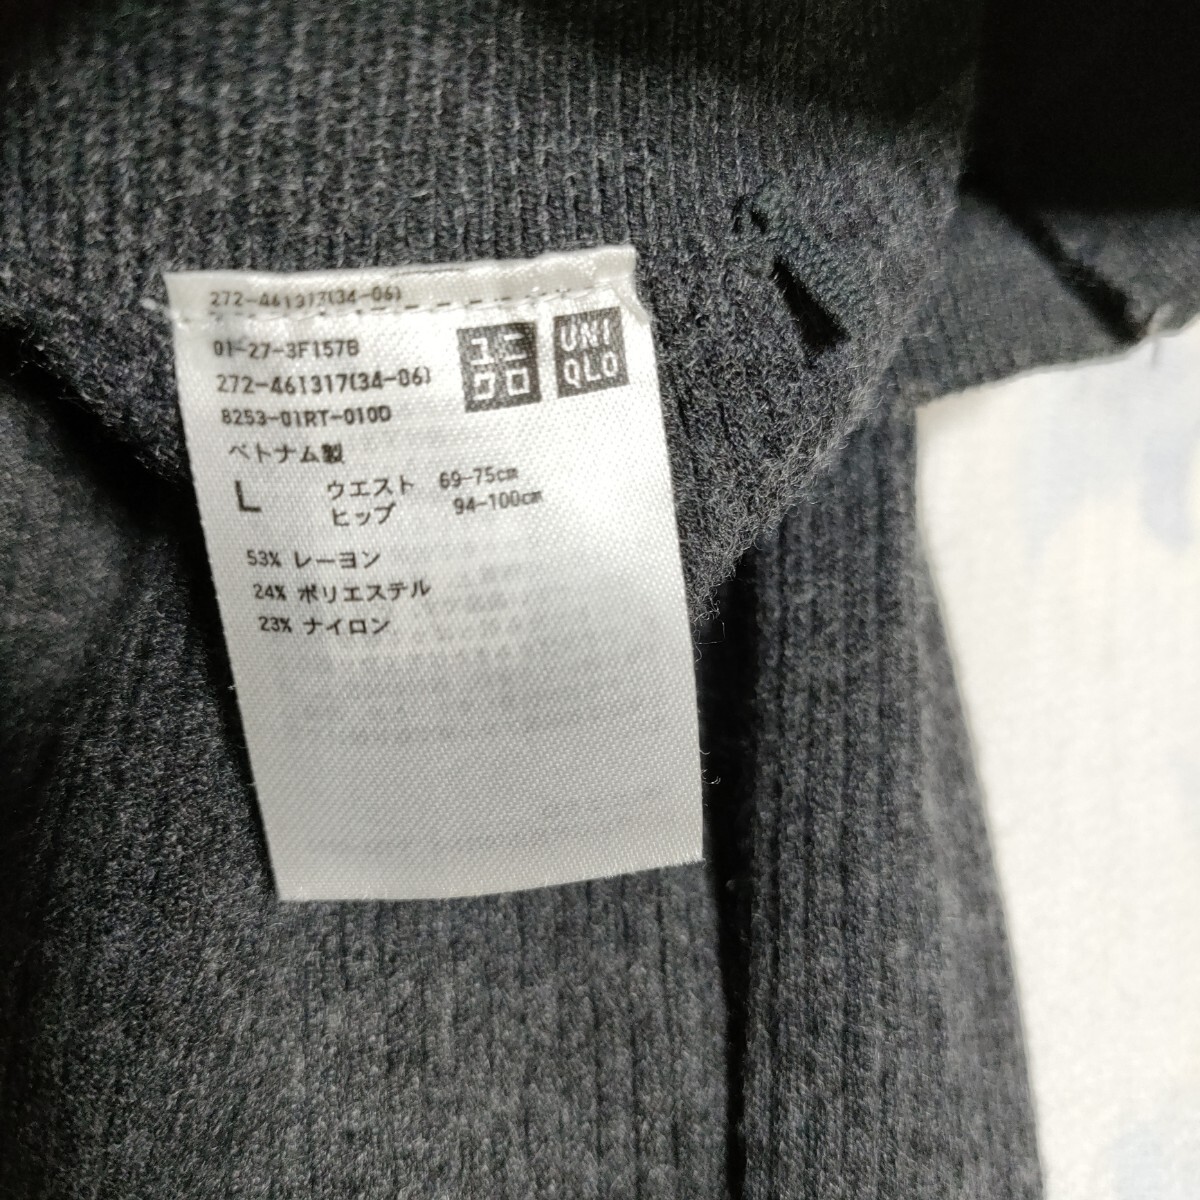 272-461317(34-06)
01-27-3F157B
272-461317(34-06)
8253-01RT-010D
ユニ
クロ
UNI
QLO
ベトナム製
L
ウエスト 69-75cm
ヒップ 94-100cm
53% レーヨン
24% ポリエステル
23% ナイロン